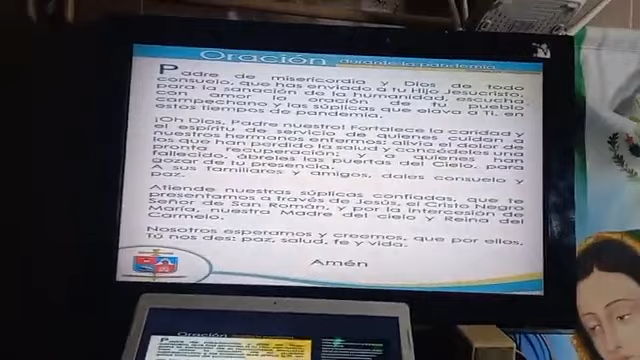 Oración durante la pandemia
Padre de misericordia y Dios de todo
consuelo, que has enviado a tu Hijo Jesucristo,
para la sanación de la humanidad, escucha
con amor la oración de tu pueblo
campechano y las súplicas que eleva a Ti, en
estos tiempos de pandemia.
¡Oh Dios, Padre nuestro! Fortalece la caridad y
el espíritu de servicio de quienes cuidan a
nuestros hermanos enfermos; alivia el dolor de
los que han perdido la salud y concédeles una
pronta recuperación; y a quienes han
fallecido, ábreles las puertas del Cielo, para
gozar de tu presencia.
A sus familiares y amigos, dales consuelo y
paz.
Atiende nuestras súplicas confiadas, que te
presentamos a través de Jesús, el Cristo Negro
Señor de San Román, y por la intercesión de
María, nuestra Madre del cielo y Reina del
Carmelo.
Nosotros esperamos y creemos, que por ellos,
Tú nos des: paz, salud, fe y vida.
Amén
Oración